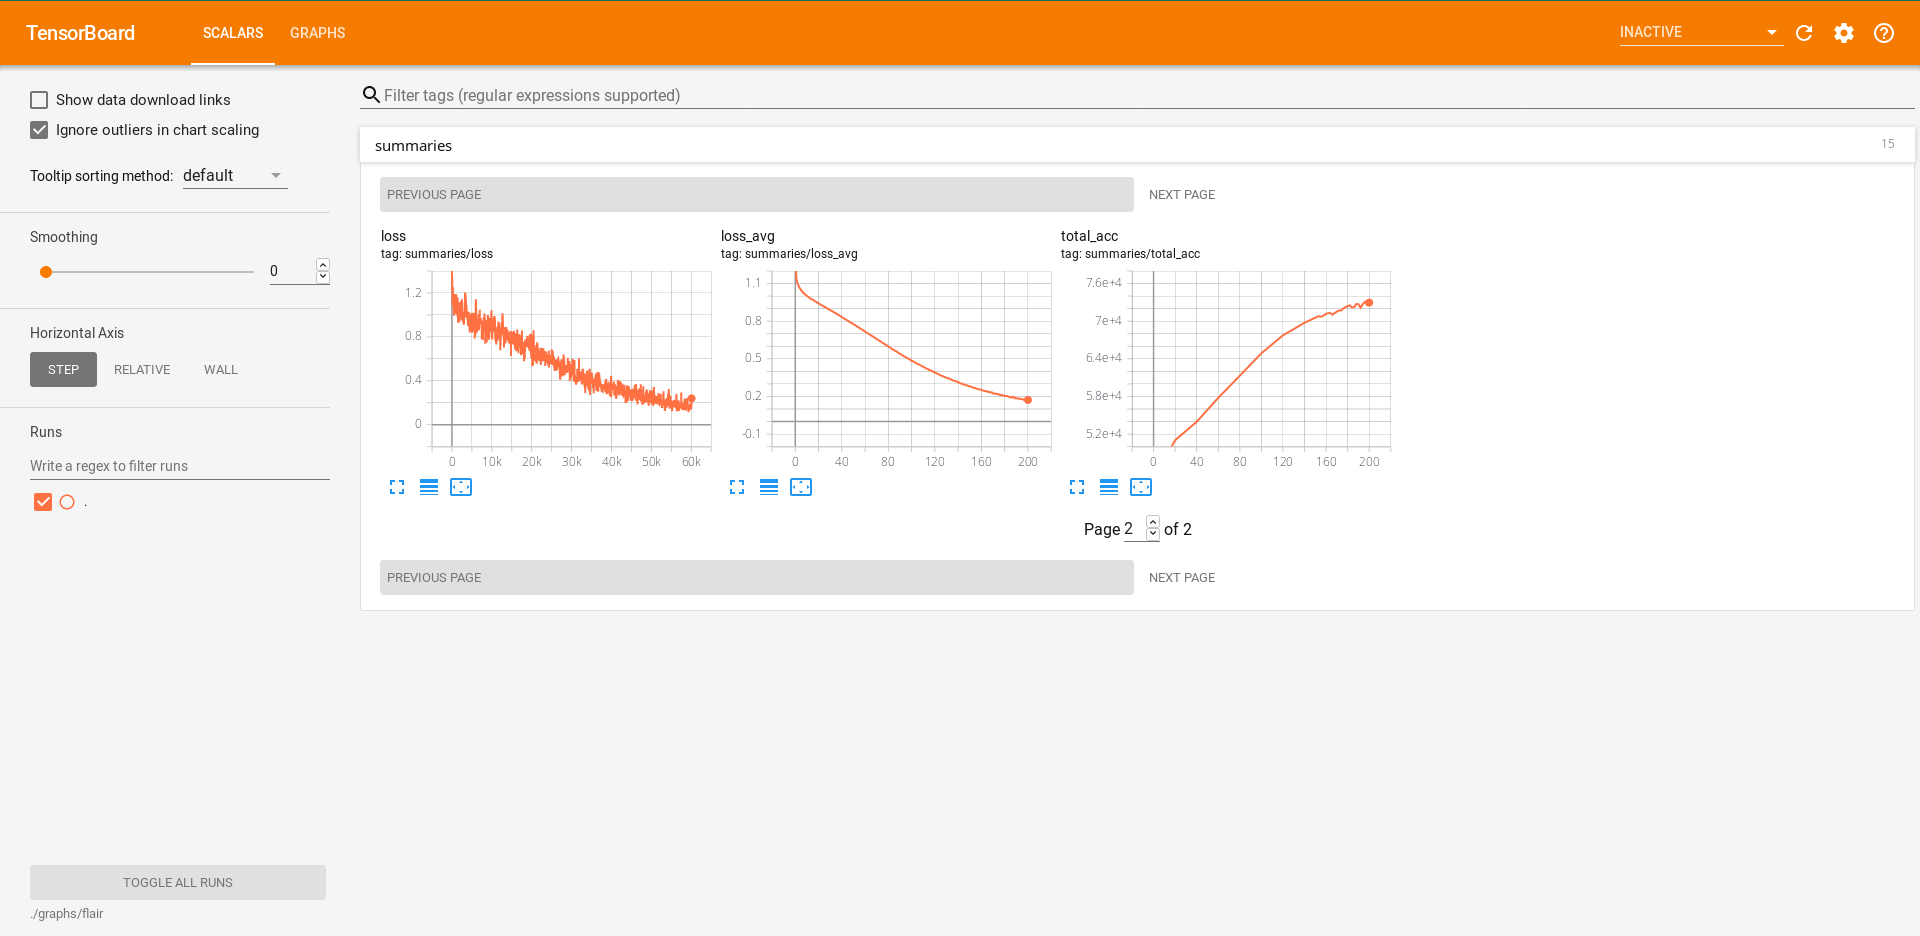 TensorBoard SCALARS GRAPHS INACTIVE
Show data download links
Ignore outliers in chart scaling
Tooltip sorting method: default
Smoothing
0
Horizontal Axis
STEP RELATIVE WALL
Runs
Write a regex to filter runs
.
TOGGLE ALL RUNS
./graphs/flair
Filter tags (regular expressions supported)
summaries 15
PREVIOUS PAGE NEXT PAGE
loss
tag: summaries/loss
1.2
0.8
0.4
0
0 10k 20k 30k 40k 50k 60k
loss_avg
tag: summaries/loss_avg
1.1
0.8
0.5
0.2
-0.1
0 40 80 120 160 200
total_acc
tag: summaries/total_acc
7.6e+4
7e+4
6.4e+4
5.8e+4
5.2e+4
0 40 80 120 160 200
Page 2 of 2
PREVIOUS PAGE NEXT PAGE